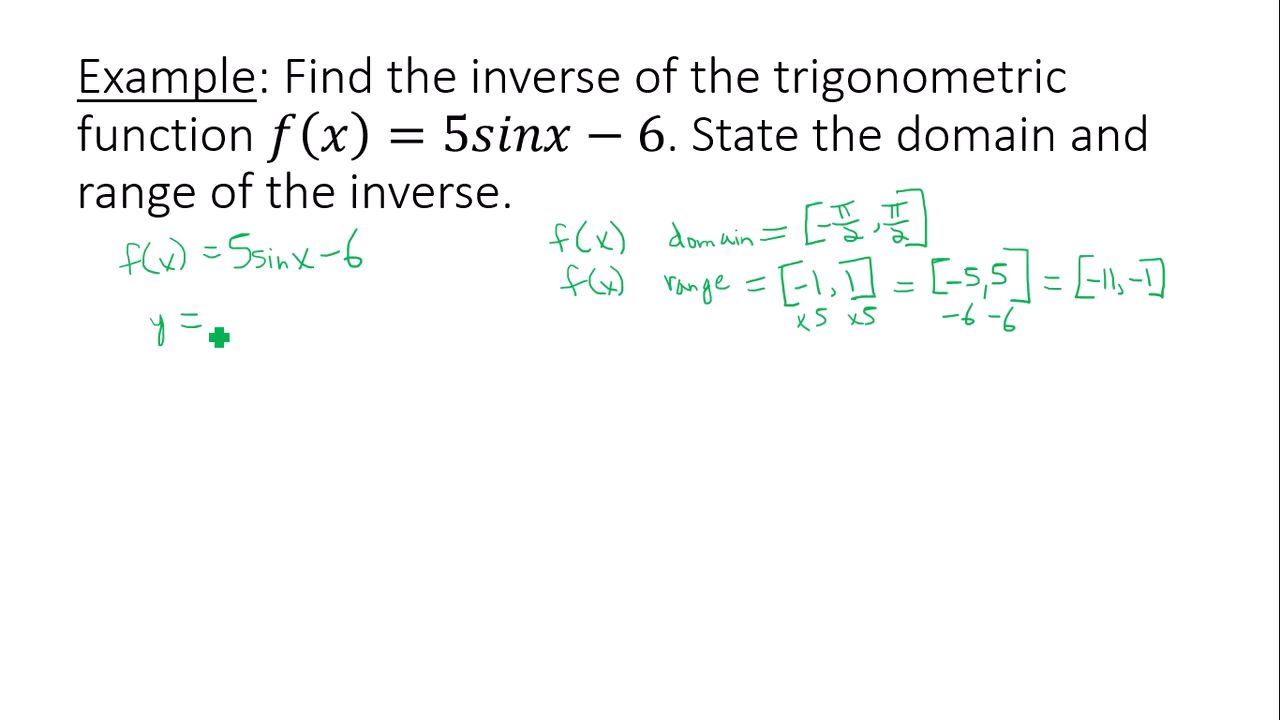 Example: Find the inverse of the trigonometric
function f(x) = 5sinx − 6. State the domain and
range of the inverse.
f(x) = 5sinx − 6
y =
f(x) domain = [-π/2, π/2]
f(x) range = [-1, 1] = [-5, 5] = [-11, -1]
x5 x5 -6 -6